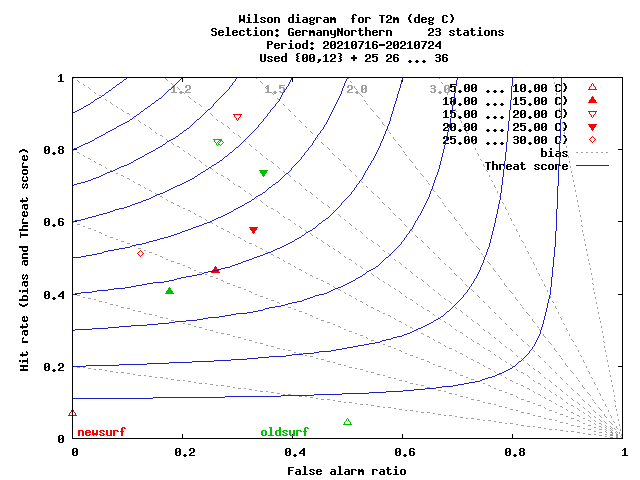 Wilson diagram  for T2m (deg C)
Selection: GermanyNorthern     23 stations
Period: 20210716-20210724
Used {00,12} + 25 26 ... 36
1.2 1.5 2.0 3.0
5.00 ... 10.00 C)
10.00 ... 15.00 C)
15.00 ... 20.00 C)
20.00 ... 25.00 C)
25.00 ... 30.00 C)
bias
Threat score
1
0.8
0.6
0.4
0.2
0
Hit rate (bias and Threat score)
newsurf oldsurf
0 0.2 0.4 0.6 0.8 1
False alarm ratio